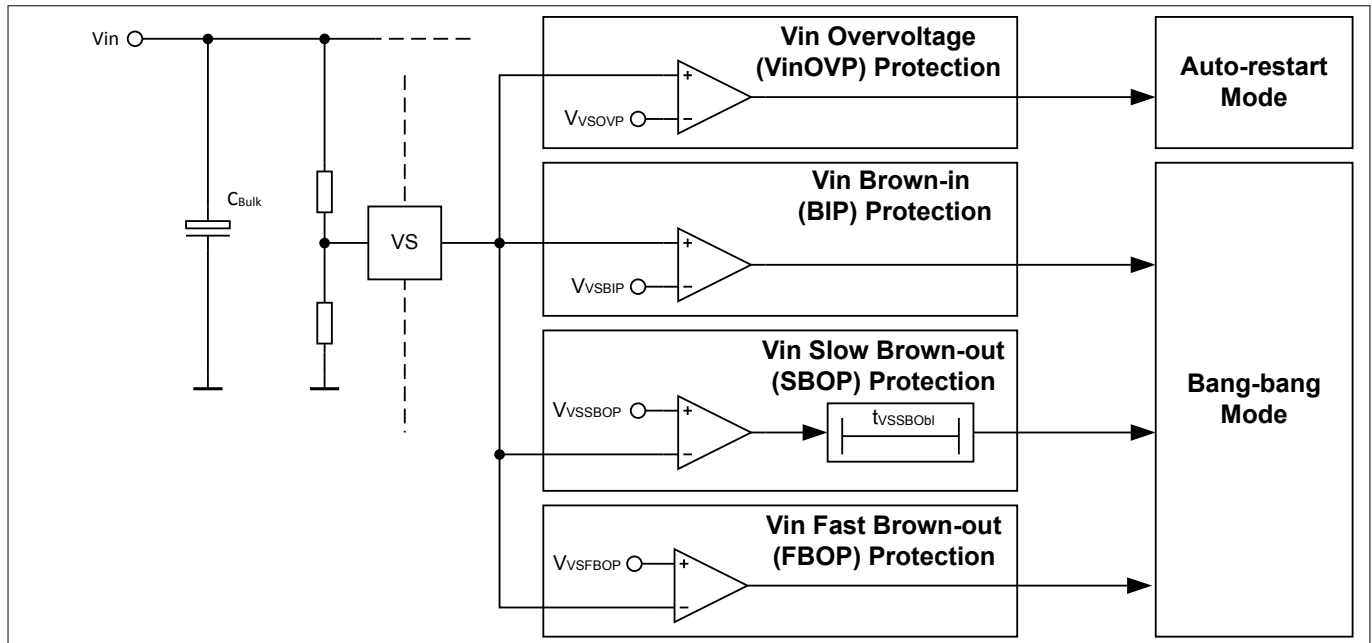 Vin
CBulk
VS
Vin Overvoltage
(VinOVP) Protection
VVSOVP
+
−
Auto-restart
Mode
Vin Brown-in
(BIP) Protection
VVSBIP
+
−
Vin Slow Brown-out
(SBOP) Protection
VVSSBOP
+
−
tVSSBObl
Bang-bang
Mode
Vin Fast Brown-out
(FBOP) Protection
VVSFBOP
+
−